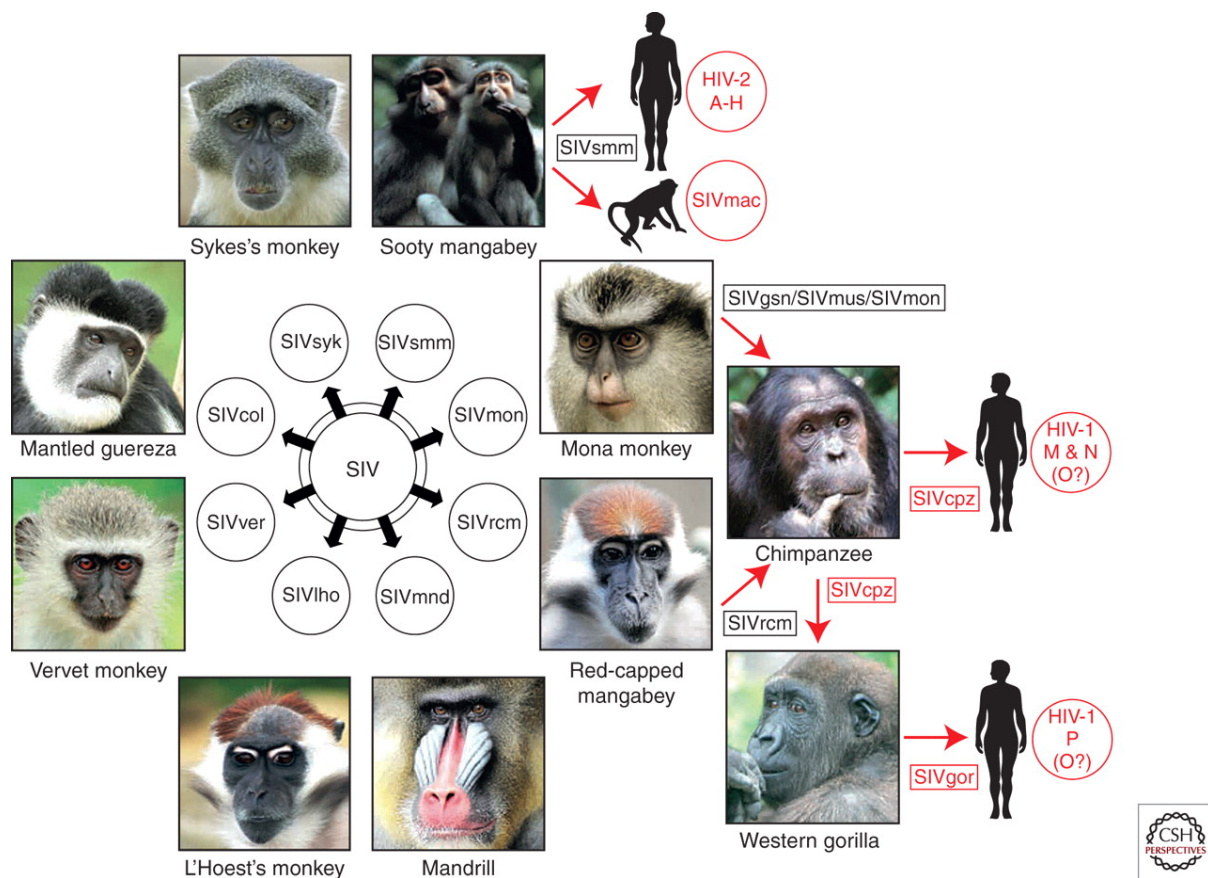 HIV-2
A-H
SIVsmm
SIVmac
Sykes's monkey
Sooty mangabey
SIVgsn/SIVmus/SIVmon
SIVsyk
SIVsmm
SIVcol
SIVmon
Mantled guereza
SIV
Mona monkey
HIV-1
M & N
(O?)
SIVcpz
SIVver
SIVrcm
Chimpanzee
SIVlho
SIVmnd
SIVcpz
SIVrcm
Vervet monkey
Red-capped
mangabey
HIV-1
P
(O?)
SIVgor
L'Hoest's monkey
Mandrill
Western gorilla
CSH
PERSPECTIVES